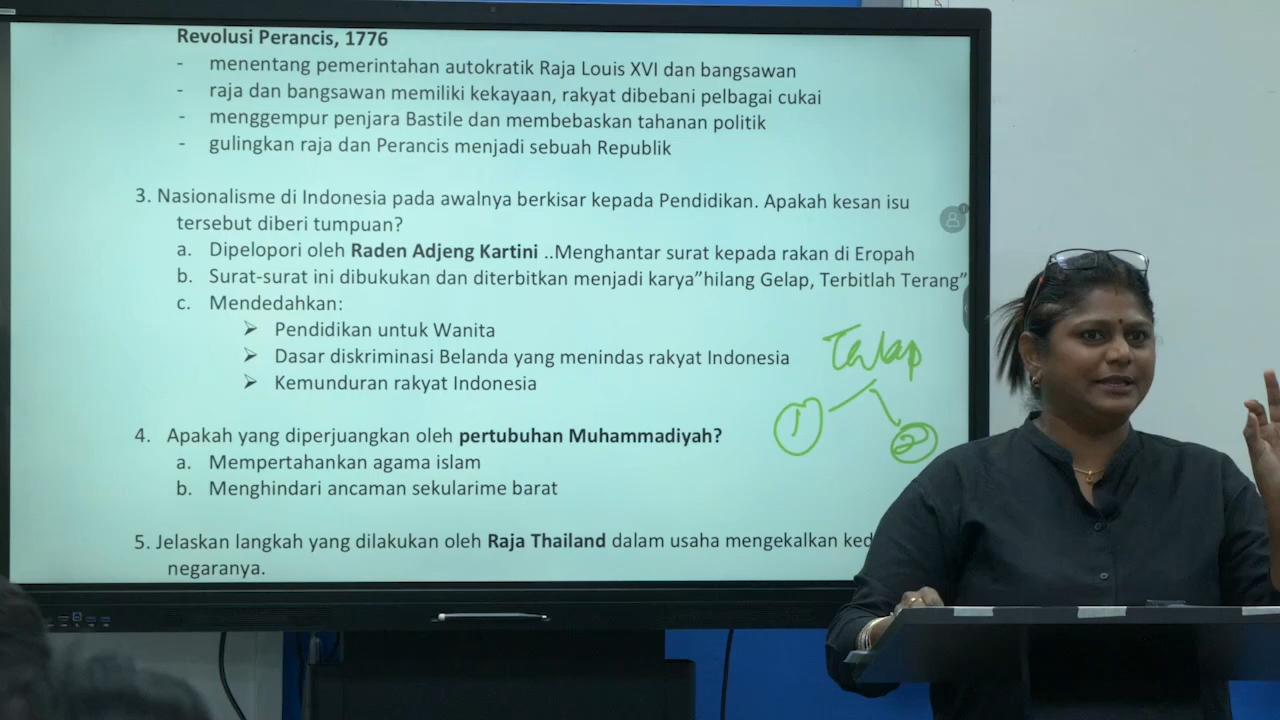 Revolusi Perancis, 1776
- menentang pemerintahan autokratik Raja Louis XVI dan bangsawan
- raja dan bangsawan memiliki kekayaan, rakyat dibebani pelbagai cukai
- menggempur penjara Bastile dan membebaskan tahanan politik
- gulingkan raja dan Perancis menjadi sebuah Republik
3. Nasionalisme di Indonesia pada awalnya berkisar kepada Pendidikan. Apakah kesan isu
tersebut diberi tumpuan?
a. Dipelopori oleh Raden Adjeng Kartini ..Menghantar surat kepada rakan di Eropah
b. Surat-surat ini dibukukan dan diterbitkan menjadi karya”hilang Gelap, Terbitlah Terang”
c. Mendedahkan:
➢ Pendidikan untuk Wanita
➢ Dasar diskriminasi Belanda yang menindas rakyat Indonesia
➢ Kemunduran rakyat Indonesia
1 2
4. Apakah yang diperjuangkan oleh pertubuhan Muhammadiyah?
a. Mempertahankan agama islam
b. Menghindari ancaman sekularime barat
5. Jelaskan langkah yang dilakukan oleh Raja Thailand dalam usaha mengekalkan
negaranya.